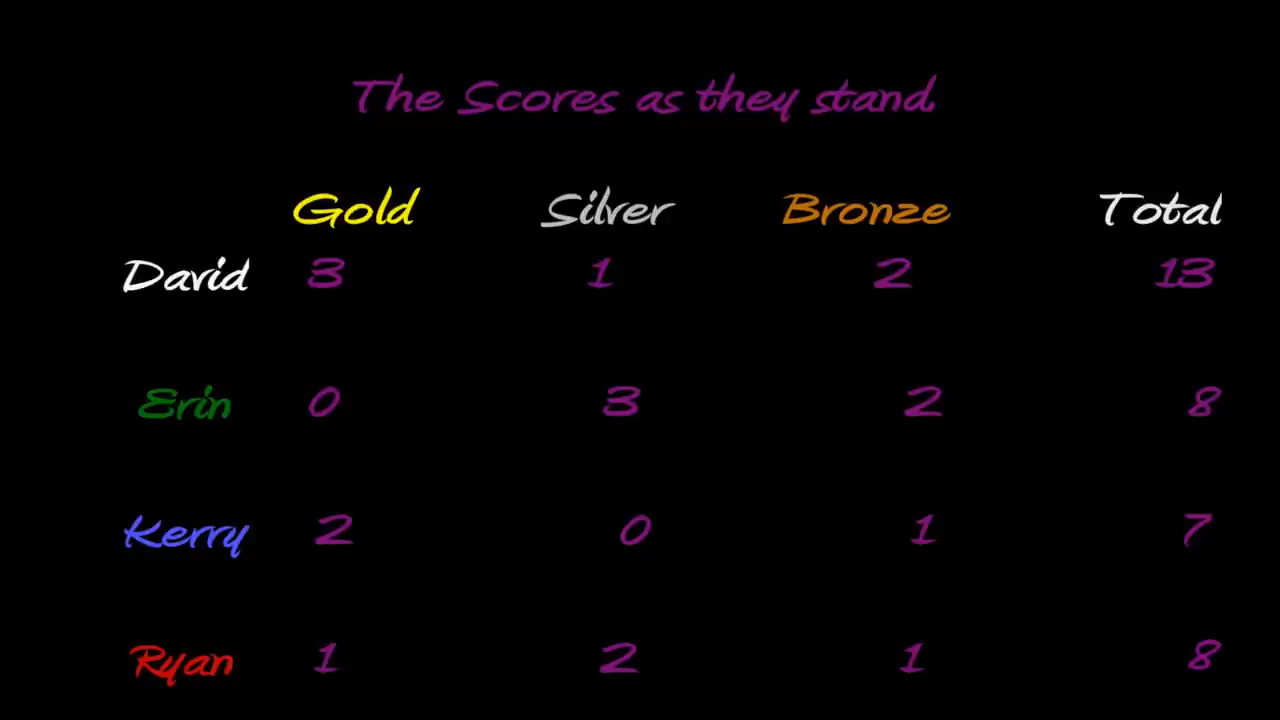 The Scores as they stand.
Gold Silver Bronze Total
David 3 1 2 13
Erin 0 3 2 8
Kerry 2 0 1 7
Ryan 1 2 1 8